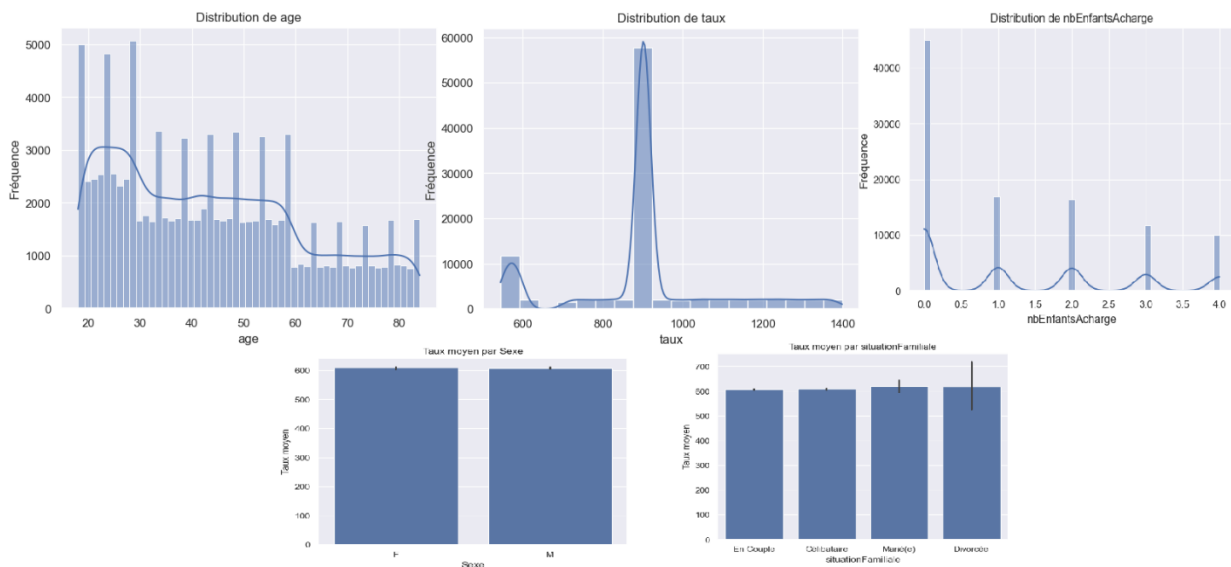 Distribution de age
Fréquence
5000
4000
3000
2000
1000
0
20 30 40 50 60 70 80
age
Distribution de taux
Fréquence
60000
50000
40000
30000
20000
10000
0
600 800 1000 1200 1400
taux
Distribution de nbEnfantsAcharge
Fréquence
40000
30000
20000
10000
0
0.0 0.5 1.0 1.5 2.0 2.5 3.0 3.5 4.0
nbEnfantsAcharge
Taux moyen par Sexe
Taux moyen
600
500
400
300
200
100
0
F M
Sexe
Taux moyen par situationFamiliale
Taux moyen
700
600
500
400
300
200
100
0
En Couple Célibataire Marié(e) Divorcée
situationFamiliale